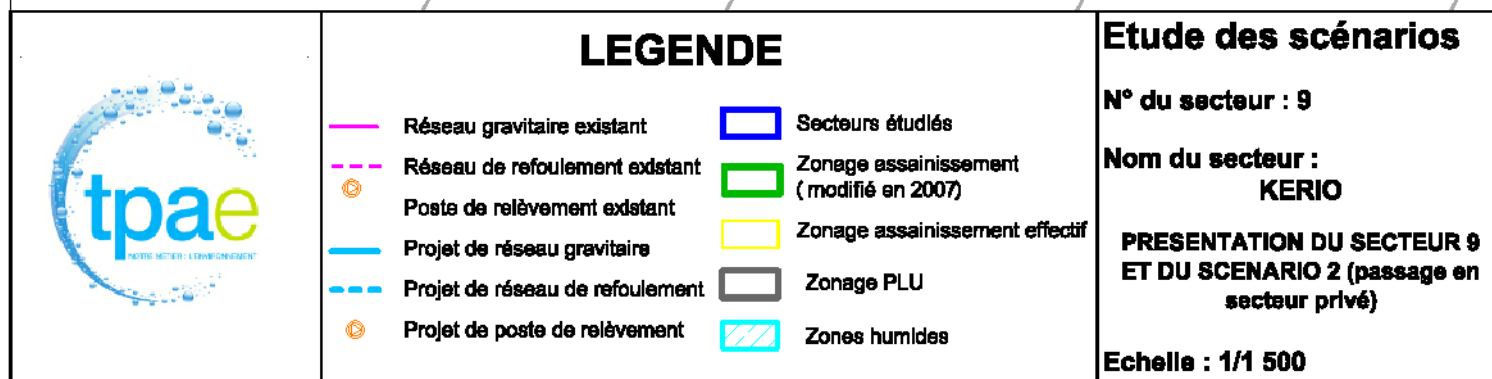 tpae
NOTRE MÉTIER : L'ENVIRONNEMENT
LEGENDE
Réseau gravitaire existant
Réseau de refoulement existant
Poste de relèvement existant
Projet de réseau gravitaire
Projet de réseau de refoulement
Projet de poste de relèvement
Secteurs étudiés
Zonage assainissement
( modifié en 2007)
Zonage assainissement effectif
Zonage PLU
Zones humides
Etude des scénarios
N° du secteur : 9
Nom du secteur :
KERIO
PRESENTATION DU SECTEUR 9
ET DU SCENARIO 2 (passage en
secteur privé)
Echelle : 1/1 500